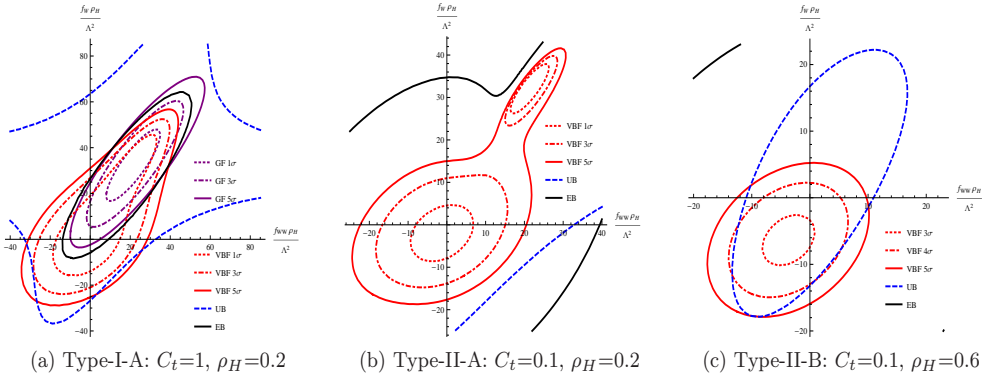 f_W ρ_H / Λ²
80
60
40
20
-20
-40
-40
-20
0
20
40
60
80
f_WW ρ_H / Λ²
GF 1σ
GF 3σ
GF 5σ
VBF 1σ
VBF 3σ
VBF 5σ
UB
EB
(a) Type-I-A: C_t=1, ρ_H=0.2
f_W ρ_H / Λ²
40
30
20
10
-10
-20
-20
-10
0
10
20
30
40
f_WW ρ_H / Λ²
VBF 1σ
VBF 3σ
VBF 5σ
UB
EB
(b) Type-II-A: C_t=0.1, ρ_H=0.2
f_W ρ_H / Λ²
20
10
-10
-20
-20
-10
0
10
20
f_WW ρ_H / Λ²
VBF 3σ
VBF 4σ
VBF 5σ
UB
EB
(c) Type-II-B: C_t=0.1, ρ_H=0.6